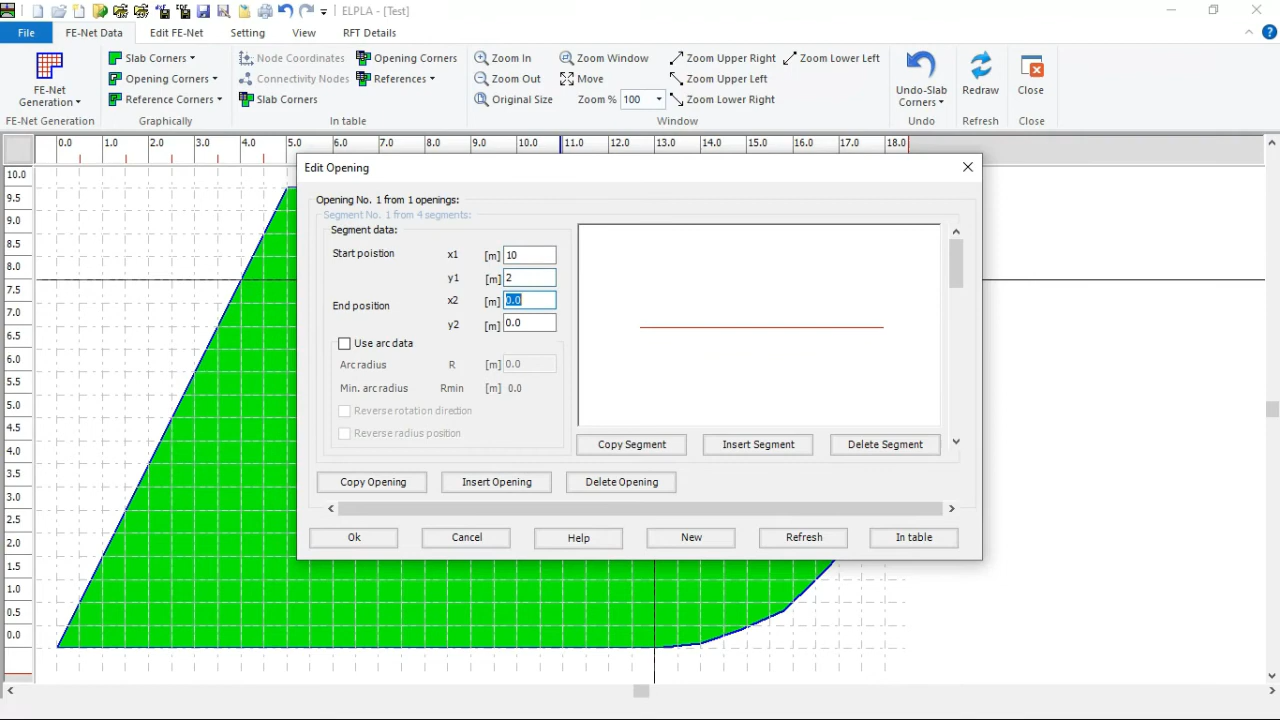 ELPLA - [Test]
File FE-Net Data Edit FE-Net Setting View RFT Details
FE-Net Generation
Slab Corners
Opening Corners
Reference Corners
Node Coordinates
Connectivity Nodes
Slab Corners
Opening Corners
References
Zoom In
Zoom Out
Original Size
Zoom Window
Move
Zoom % 100
Zoom Upper Right
Zoom Upper Left
Zoom Lower Right
Zoom Lower Left
Undo-Slab Corners
Redraw
Close
FE-Net Generation Graphically In table Window Undo Refresh Close
0.0 1.0 2.0 3.0 4.0 5.0 6.0 7.0 8.0 9.0 10.0 11.0 12.0 13.0 14.0 15.0 16.0 17.0 18.0
10.0
9.5
9.0
8.5
8.0
7.5
7.0
6.5
6.0
5.5
5.0
4.5
4.0
3.5
3.0
2.5
2.0
1.5
1.0
0.5
0.0
Edit Opening
Opening No. 1 from 1 openings:
Segment No. 1 from 4 segments:
Segment data:
Start poistion x1 [m] 10
y1 [m] 2
End position x2 [m] 0.0
y2 [m] 0.0
Use arc data
Arc radius R [m] 0.0
Min. arc radius Rmin [m] 0.0
Reverse rotation direction
Reverse radius position
Copy Segment Insert Segment Delete Segment
Copy Opening Insert Opening Delete Opening
Ok Cancel Help New Refresh In table